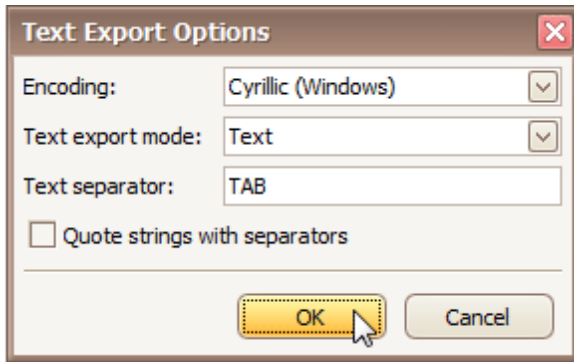 Text Export Options
Encoding: Cyrillic (Windows)
Text export mode: Text
Text separator: TAB
Quote strings with separators
OK Cancel